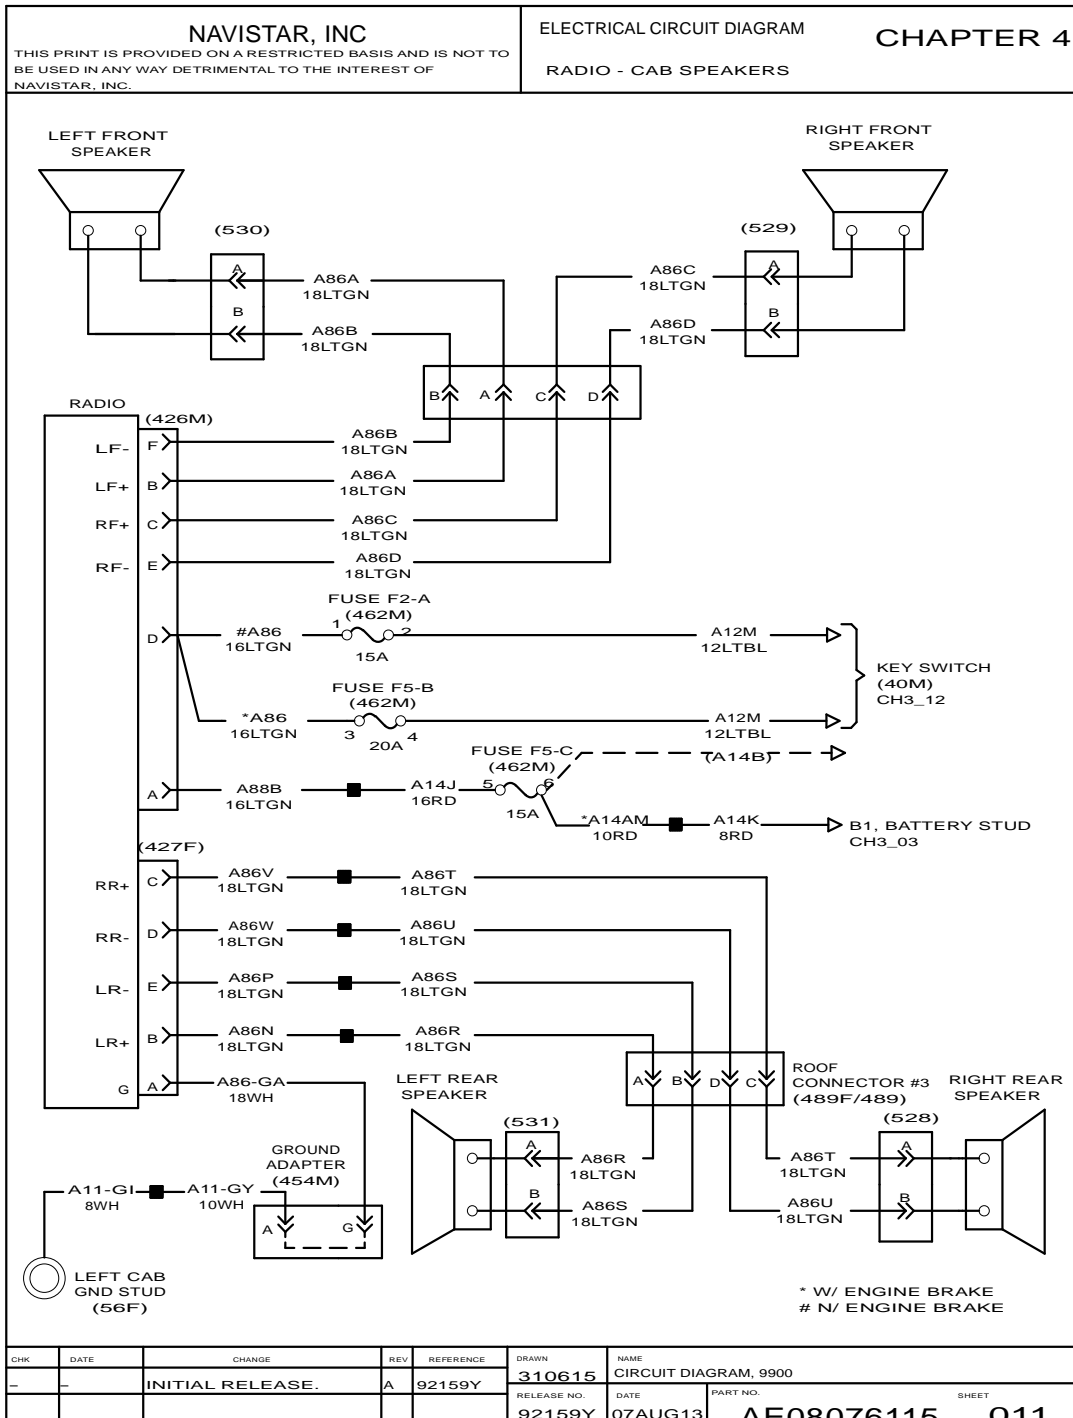 NAVISTAR, INC
THIS PRINT IS PROVIDED ON A RESTRICTED BASIS AND IS NOT TO
BE USED IN ANY WAY DETRIMENTAL TO THE INTEREST OF
NAVISTAR, INC.
ELECTRICAL CIRCUIT DIAGRAM
RADIO - CAB SPEAKERS
CHAPTER 4
LEFT FRONT
SPEAKER
RIGHT FRONT
SPEAKER
(530)
(529)
A
A86A
18LTGN
B
A86B
18LTGN
A86C
18LTGN
A
A86D
18LTGN
B
B
A
C
D
RADIO
(426M)
LF-
F
A86B
18LTGN
LF+
B
A86A
18LTGN
RF+
C
A86C
18LTGN
RF-
E
A86D
18LTGN
FUSE F2-A
(462M)
D
#A86
16LTGN
1
2
15A
A12M
12LTBL
KEY SWITCH
(40M)
CH3_12
FUSE F5-B
(462M)
*A86
16LTGN
3
4
20A
A12M
12LTBL
FUSE F5-C
(462M)
(A14B)
A
A88B
16LTGN
A14J
16RD
5
6
15A
*A14AM
10RD
A14K
8RD
B1, BATTERY STUD
CH3_03
(427F)
RR+
C
A86V
18LTGN
A86T
18LTGN
RR-
D
A86W
18LTGN
A86U
18LTGN
LR-
E
A86P
18LTGN
A86S
18LTGN
LR+
B
A86N
18LTGN
A86R
18LTGN
G
A
A86-GA
18WH
LEFT REAR
SPEAKER
A
B
D
C
ROOF
CONNECTOR #3
(489F/489)
RIGHT REAR
SPEAKER
(531)
(528)
GROUND
ADAPTER
(454M)
A
A86R
18LTGN
B
A86S
18LTGN
A86T
18LTGN
A
A86U
18LTGN
B
A11-GI
8WH
A11-GY
10WH
A
G
LEFT CAB
GND STUD
(56F)
* W/ ENGINE BRAKE
# N/ ENGINE BRAKE
CHK
DATE
CHANGE
REV
REFERENCE
DRAWN
310615
NAME
CIRCUIT DIAGRAM, 9900
–
–
INITIAL RELEASE.
A
92159Y
RELEASE NO.
92159Y
DATE
07AUG13
PART NO.
AE08076115
SHEET
011